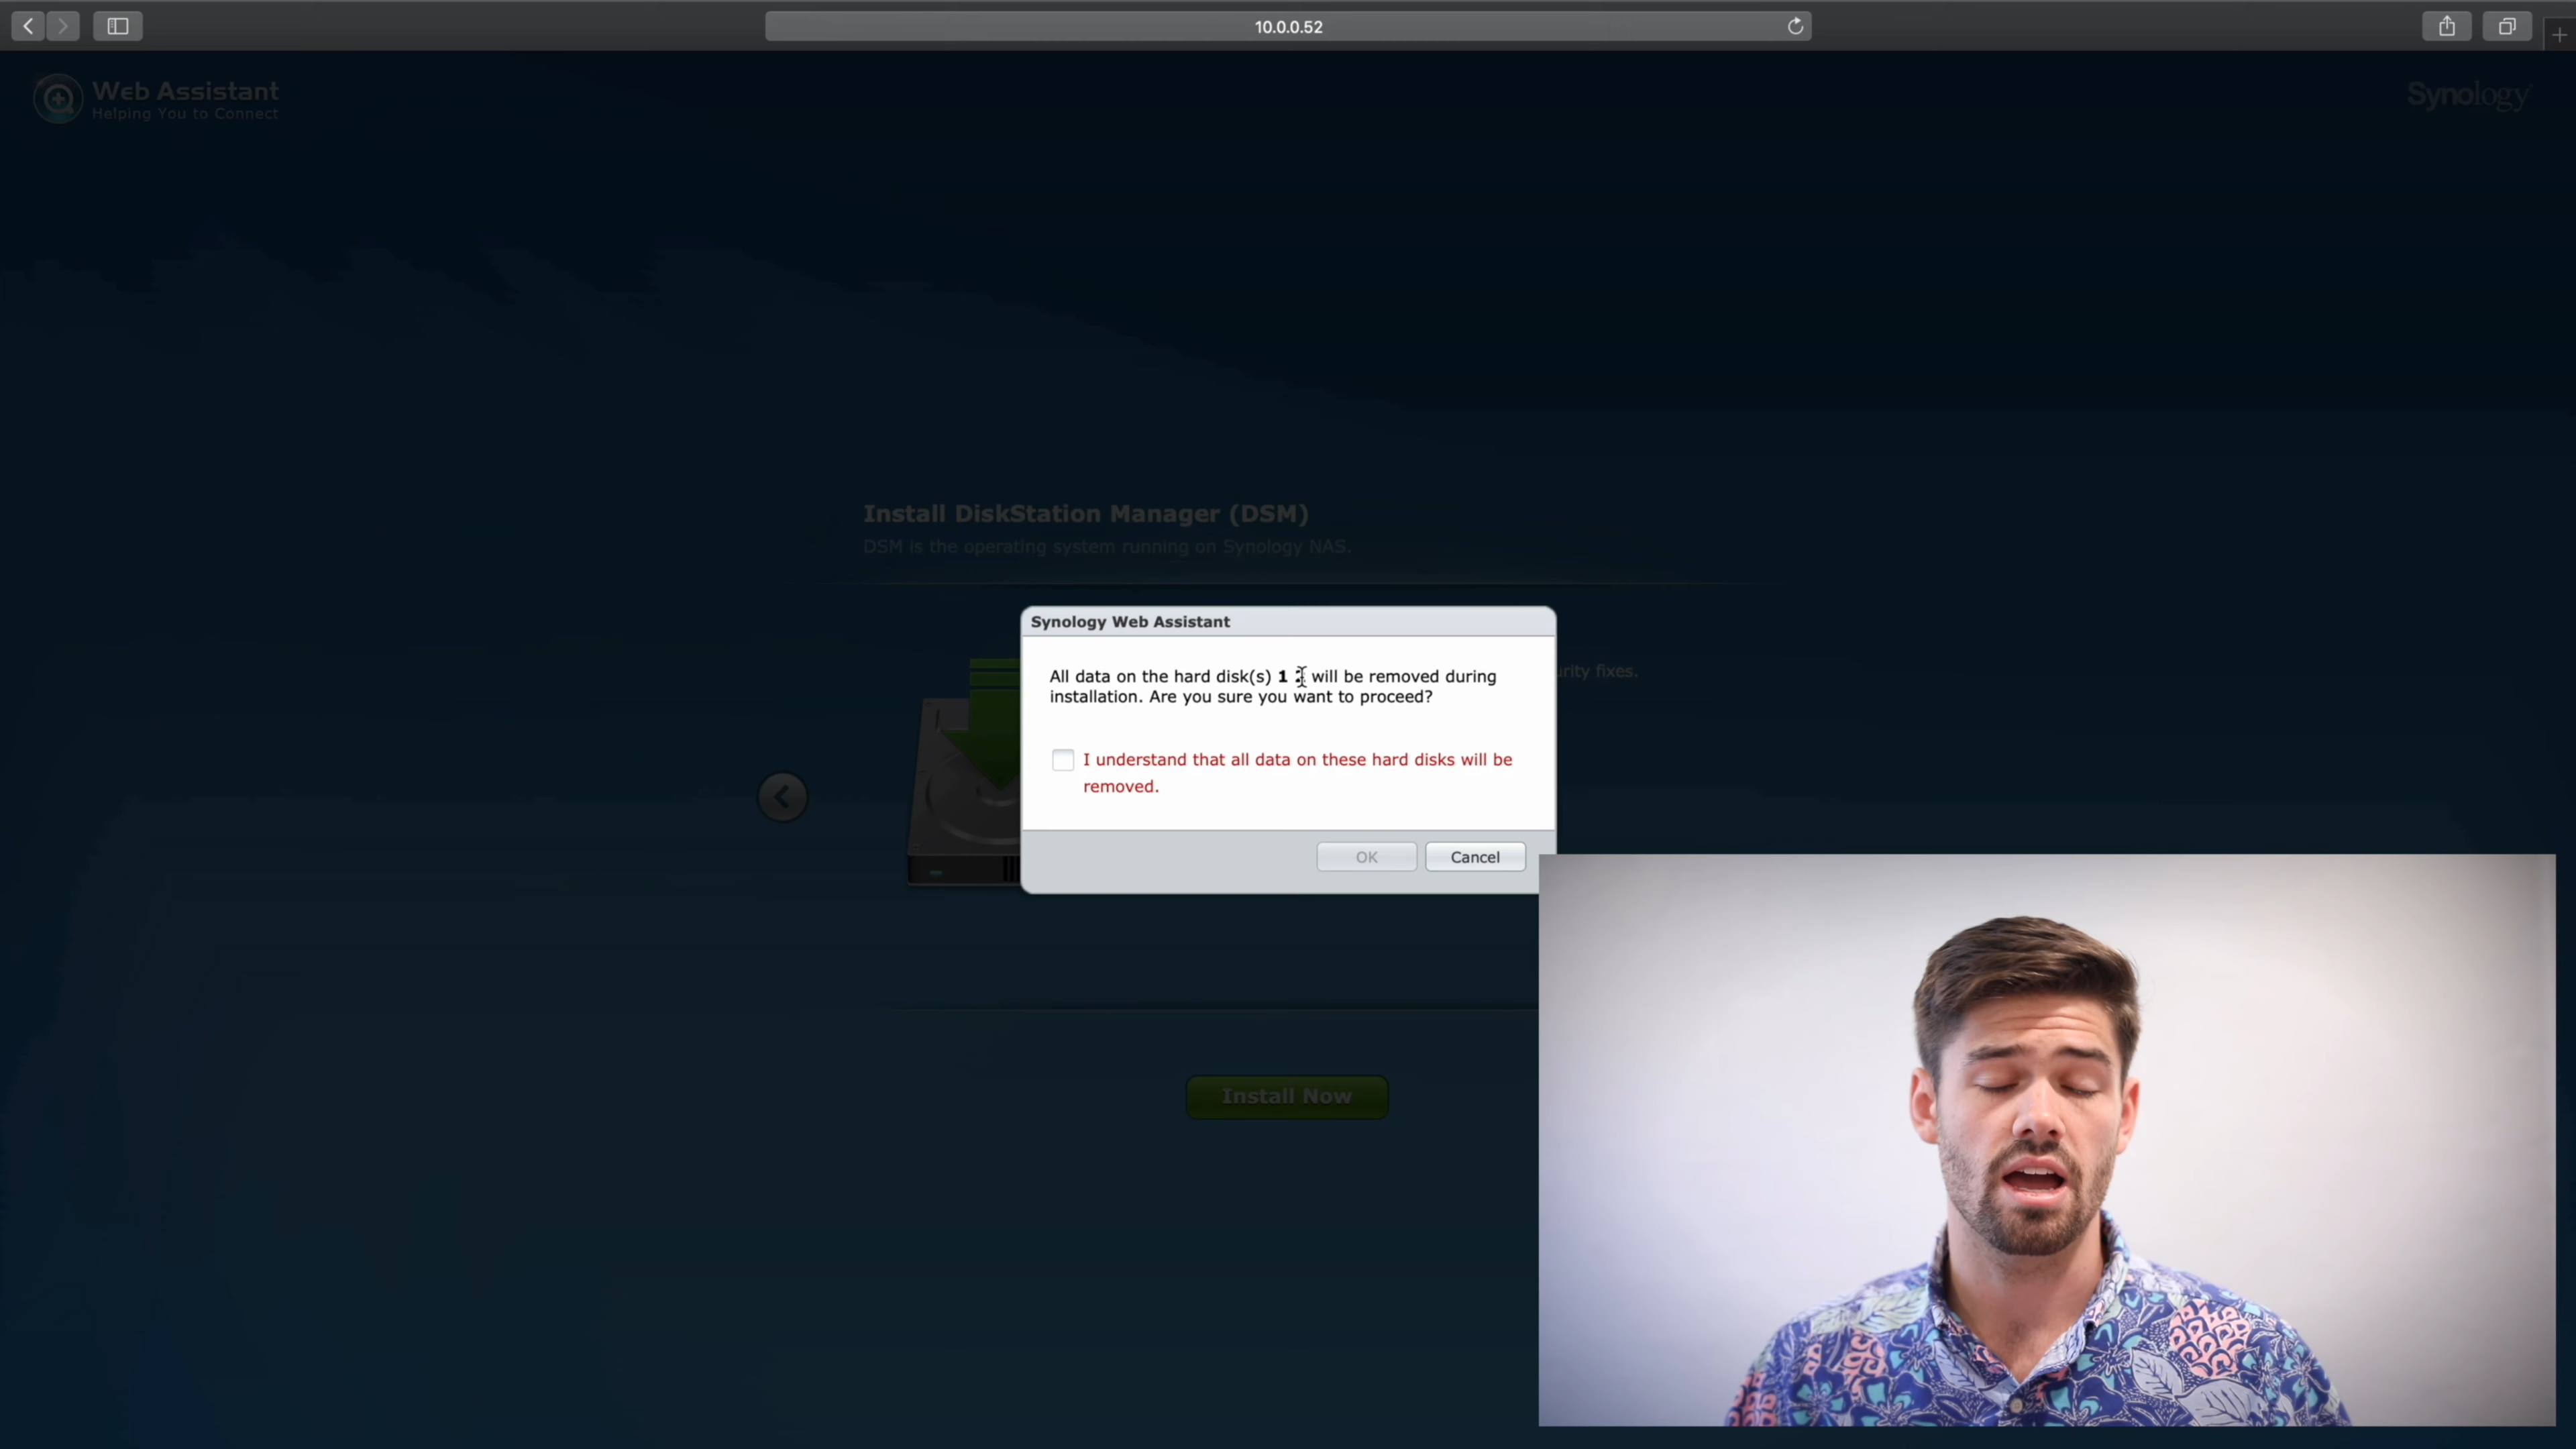 10.0.0.52
Web Assistant
Helping You to Connect
Synology
Install DiskStation Manager (DSM)
DSM is the operating system running on Synology NAS.
Synology Web Assistant
All data on the hard disk(s) 1 will be removed during
installation. Are you sure you want to proceed?
fixes.
I understand that all data on these hard disks will be
removed.
OK
Cancel
Install Now